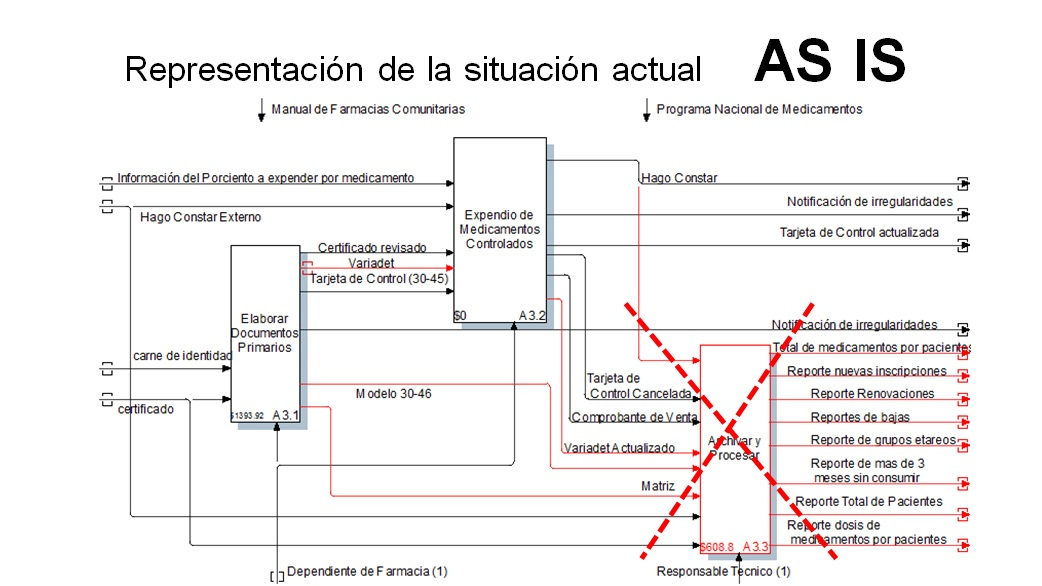 Representación de la situación actual AS IS
Manual de Farmacias Comunitarias
Programa Nacional de Medicamentos
Información del Porciento a expender por medicamento
Hago Constar
Hago Constar Externo
Notificación de irregularidades
Expendio de
Medicamentos
Controlados
Tarjeta de Control actualizada
Certificado revisado
Variadet
Tarjeta de Control (30-45)
$0 A 3.2
Elaborar
Documentos
Primarios
Notificación de irregularidades
carne de identidad
Total de medicamentos por pacientes
Reporte nuevas inscripciones
Tarjeta de
Control Cancelada
Modelo 30-46
Reporte Renovaciones
certificado
$1393.92 A 3.1
Comprobante de Venta
Reportes de bajas
Archivar y
Procesar
Reporte de grupos etareos
Variadet Actualizado
Reporte de mas de 3
meses sin consumir
Matriz
Reporte Total de Pacientes
Reporte dosis de
medicamentos por pacientes
$608.8 A 3.3
Dependiente de Farmacia (1)
Responsable Tecnico (1)